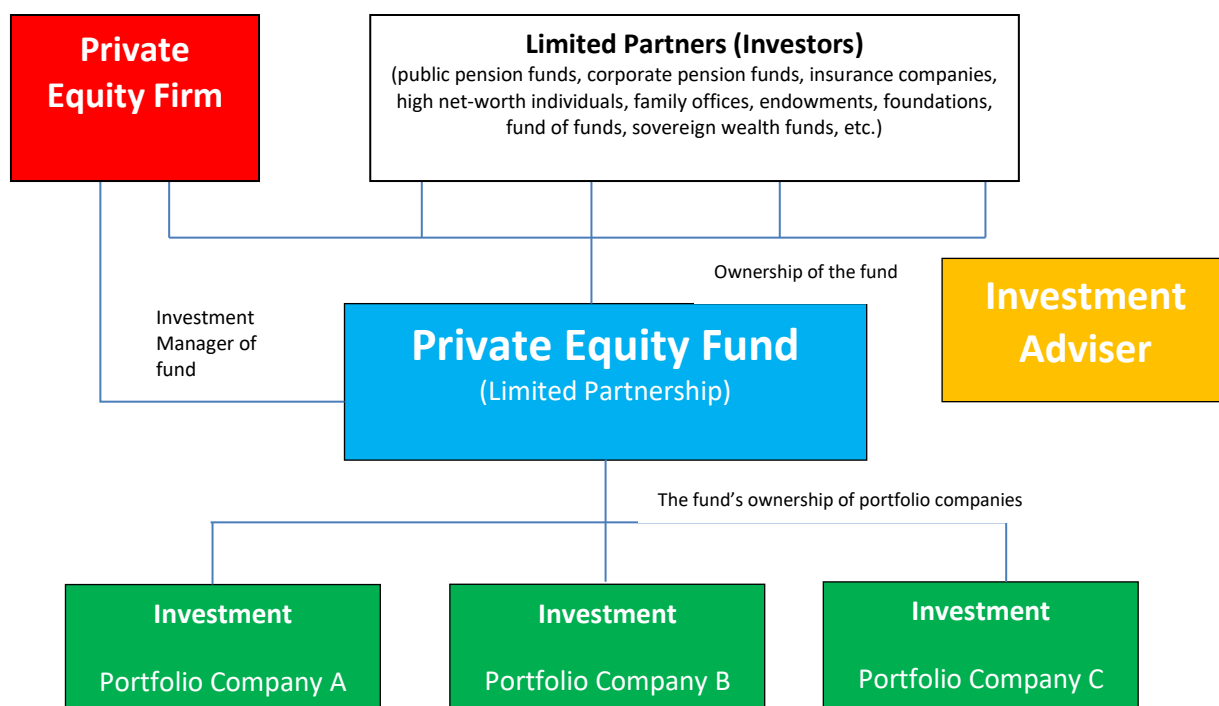 Private
Equity Firm
Limited Partners (Investors)
(public pension funds, corporate pension funds, insurance companies,
high net-worth individuals, family offices, endowments, foundations,
fund of funds, sovereign wealth funds, etc.)
Ownership of the fund
Investment
Adviser
Investment
Manager of
fund
Private Equity Fund
(Limited Partnership)
The fund’s ownership of portfolio companies
Investment
Portfolio Company A
Investment
Portfolio Company B
Investment
Portfolio Company C